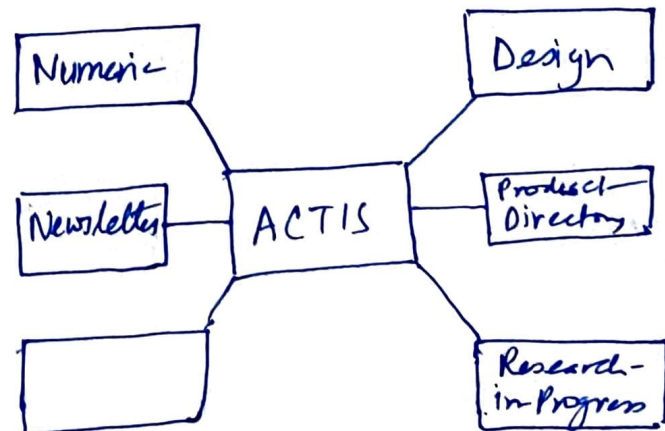 Numeric
Design
Newsletter
ACTIS
Product-
Directory
Research-
in-Progress